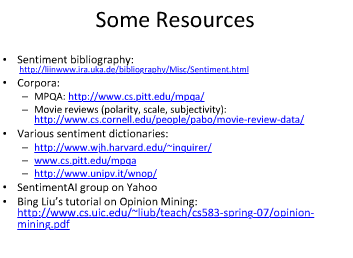 Some Resources
• Sentiment bibliography:
http://liinwww.ira.uka.de/bibliography/Misc/Sentiment.html
• Corpora:
– MPQA: http://www.cs.pitt.edu/mpqa/
– Movie reviews (polarity, scale, subjectivity):
http://www.cs.cornell.edu/people/pabo/movie-review-data/
• Various sentiment dictionaries:
– http://www.wjh.harvard.edu/~inquirer/
– www.cs.pitt.edu/mpqa
– http://www.unipv.it/wnop/
• SentimentAI group on Yahoo
• Bing Liu’s tutorial on Opinion Mining:
http://www.cs.uic.edu/~liub/teach/cs583-spring-07/opinion-
mining.pdf